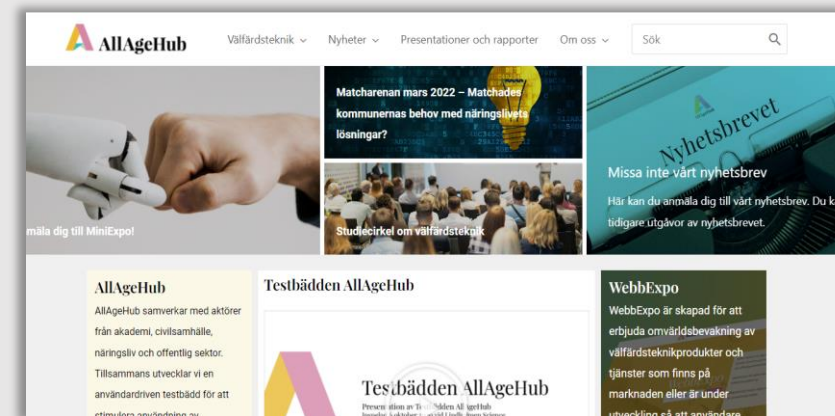 AllAgeHub
Välfärdsteknik
Nyheter
Presentationer och rapporter
Om oss
Sök
Matcharenan mars 2022 – Matchades
kommunernas behov med näringslivets
lösningar?
mäla dig till MiniExpo!
Studiecirkel om välfärdsteknik
Nyhetsbrevet
Missa inte vårt nyhetsbrev
Här kan du anmäla dig till vårt nyhetsbrev. Du
tidigare utgåvor av nyhetsbrevet.
AllAgeHub
AllAgeHub samverkar med aktörer
från akademi, civilsamhälle,
näringsliv och offentlig sektor.
Tillsammans utvecklar vi en
användardriven testbädd för att
stimulera användning av
Testbädden AllAgeHub
Testbädden AllAgeHub
WebbExpo
WebbExpo är skapad för att
erbjuda omvärldsbevakning av
välfärdsteknikprodukter och
tjänster som finns på
marknaden eller är under
utveckling så att användare